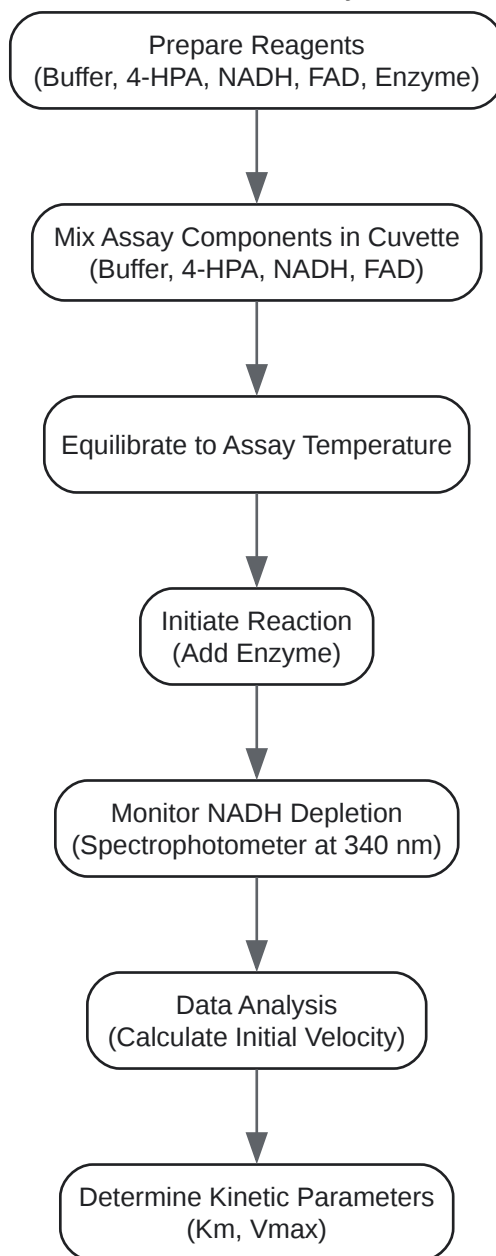 Prepare Reagents
(Buffer, 4-HPA, NADH, FAD, Enzyme)
Mix Assay Components in Cuvette
(Buffer, 4-HPA, NADH, FAD)
Equilibrate to Assay Temperature
Initiate Reaction
(Add Enzyme)
Monitor NADH Depletion
(Spectrophotometer at 340 nm)
Data Analysis
(Calculate Initial Velocity)
Determine Kinetic Parameters
(Km, Vmax)